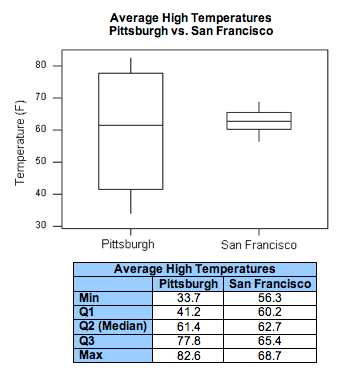 Average High Temperatures
Pittsburgh vs. San Francisco
Temperature (F)
80
70
60
50
40
30
Pittsburgh San Francisco
Average High Temperatures
Pittsburgh San Francisco
Min 33.7 56.3
Q1 41.2 60.2
Q2 (Median) 61.4 62.7
Q3 77.8 65.4
Max 82.6 68.7